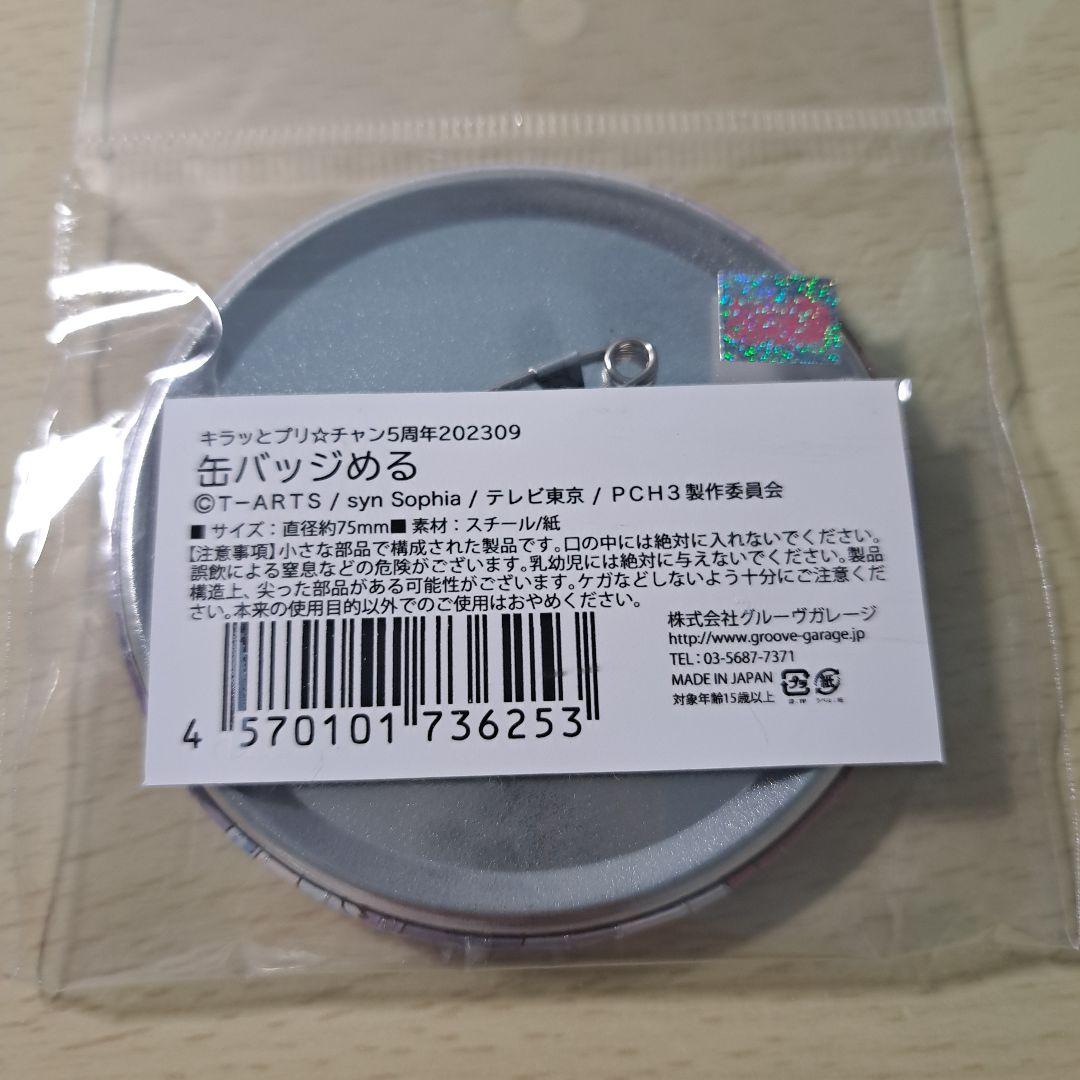 キラッとプリ☆チャン5周年202309
缶バッジめる
©T-ARTS / syn Sophia / テレビ東京 / PCH3製作委員会
■ サイズ：直径約75mm■ 素材：スチール/紙
【注意事項】小さな部品で構成された製品です。口の中には絶対に入れないでください。
誤飲による窒息などの危険がございます。乳幼児には絶対に与えないでください。製品
構造上、尖った部品がある可能性がございます。ケガなどしないよう十分にご注意くだ
さい。本来の使用目的以外でのご使用はおやめください。
株式会社グルーヴガレージ
http://www.groove-garage.jp
TEL：03-5687-7371
MADE IN JAPAN プラ 紙
対象年齢15歳以上
4 570101 736253